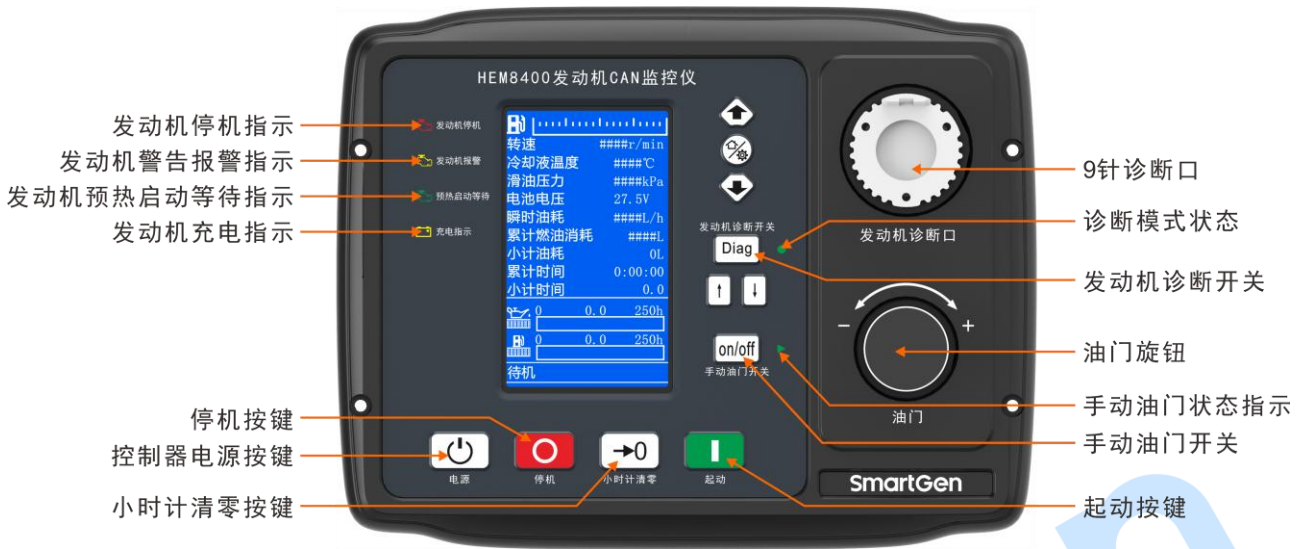 HEM8400发动机CAN监控仪
发动机停机指示
发动机警告报警指示
发动机预热启动等待指示
发动机充电指示
发动机停机
发动机报警
预热启动等待
充电指示
转速 ####r/min
冷却液温度 ####℃
滑油压力 ####kPa
电池电压 27.5V
瞬时油耗 ####L/h
累计燃油消耗 ####L
小计油耗 0L
累计时间 0:00:00
小计时间 0.0
0 0.0 250h
0 0.0 250h
待机
发动机诊断开关
Diag
↑ ↓
on/off
手动油门开关
发动机诊断口
− +
油门
9针诊断口
诊断模式状态
发动机诊断开关
油门旋钮
手动油门状态指示
手动油门开关
起动按键
停机按键
控制器电源按键
小时计清零按键
→0
电源
停机
小时计清零
起动
SmartGen